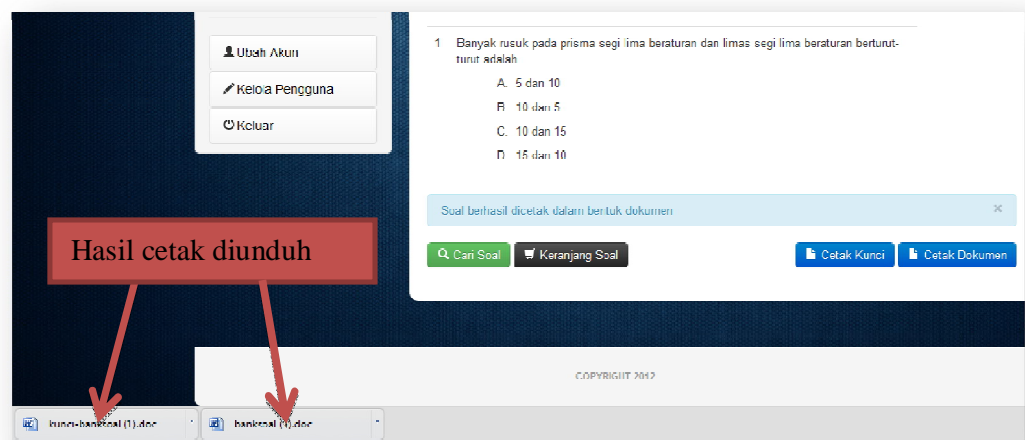 Ubah Akun
Kelola Pengguna
Keluar
1 Banyak rusuk pada prisma segi lima beraturan dan limas segi lima beraturan berturut-
turut adalah
A. 5 dan 10
B. 10 dan 5
C. 10 dan 15
D. 15 dan 10
Soal berhasil dicetak dalam bentuk dokumen ×
Cari Soal Keranjang Soal Cetak Kunci Cetak Dokumen
Hasil cetak diunduh
COPYRIGHT 2012
kunci-banksoal (1).doc banksoal (1).doc